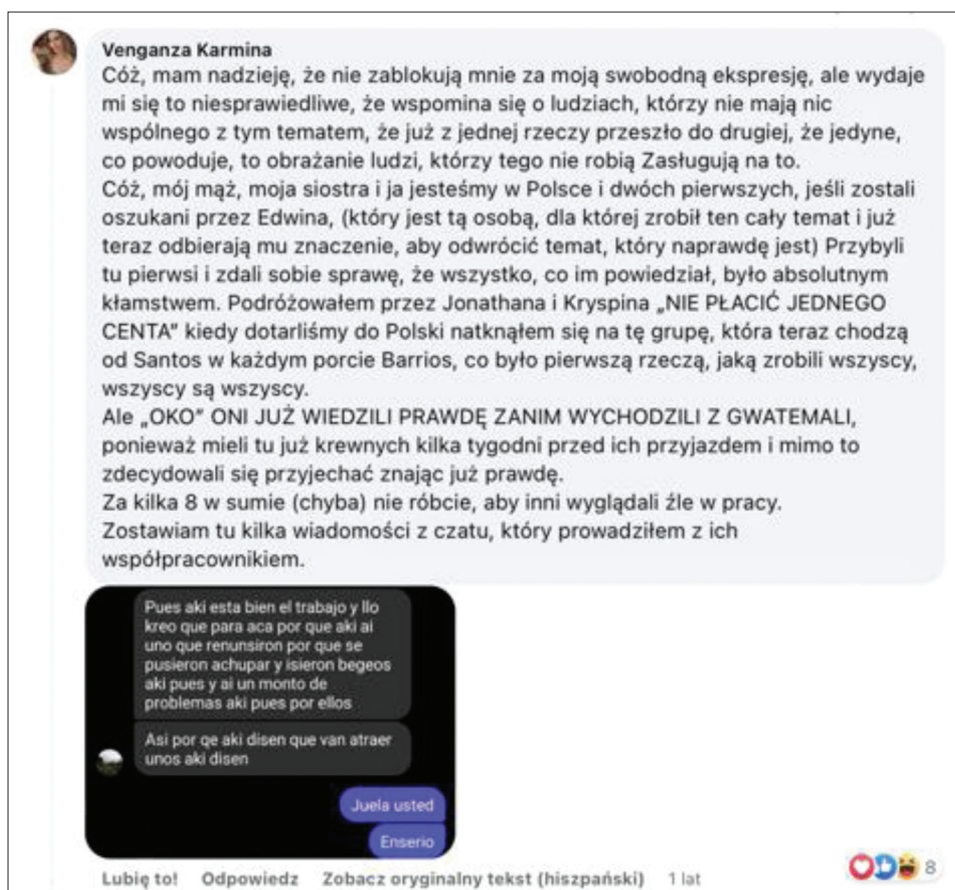 Venganza Karmina
Cóż, mam nadzieję, że nie zablokują mnie za moją swobodną ekspresję, ale wydaje
mi się to niesprawiedliwe, że wspomina się o ludziach, którzy nie mają nic
wspólnego z tym tematem, że już z jednej rzeczy przeszło do drugiej, że jedyne,
co powoduje, to obrażanie ludzi, którzy tego nie robią Zasługują na to.
Cóż, mój mąż, moja siostra i ja jesteśmy w Polsce i dwóch pierwszych, jeśli zostali
oszukani przez Edwina, (który jest tą osobą, dla której zrobił ten cały temat i już
teraz odbierają mu znaczenie, aby odwrócić temat, który naprawdę jest) Przybyli
tu pierwsi i zdali sobie sprawę, że wszystko, co im powiedział, było absolutnym
kłamstwem. Podróżowałem przez Jonathana i Kryspina „NIE PŁACIĆ JEDNEGO
CENTA" kiedy dotarliśmy do Polski natknąłem się na tę grupę, która teraz chodzą
od Santos w każdym porcie Barrios, co było pierwszą rzeczą, jaką zrobili wszyscy,
wszyscy są wszyscy.
Ale „OKO" ONI JUŻ WIEDZILI PRAWDĘ ZANIM WYCHODZILI Z GWATEMALI,
ponieważ mieli tu już krewnych kilka tygodni przed ich przyjazdem i mimo to
zdecydowali się przyjechać znając już prawdę.
Za kilka 8 w sumie (chyba) nie róbcie, aby inni wyglądali źle w pracy.
Zostawiam tu kilka wiadomości z czatu, który prowadziłem z ich
współpracownikiem.
Pues aki esta bien el trabajo y llo
kreo que para aca por que aki ai
uno que renunsiron por que se
pusieron achupar y isieron begeos
aki pues y ai un monto de
problemas aki pues por ellos
Asi por qe aki disen que van atraer
unos aki disen
Juela usted
Enserio
Lubię to! Odpowiedz Zobacz oryginalny tekst (hiszpański) 1 lat
8